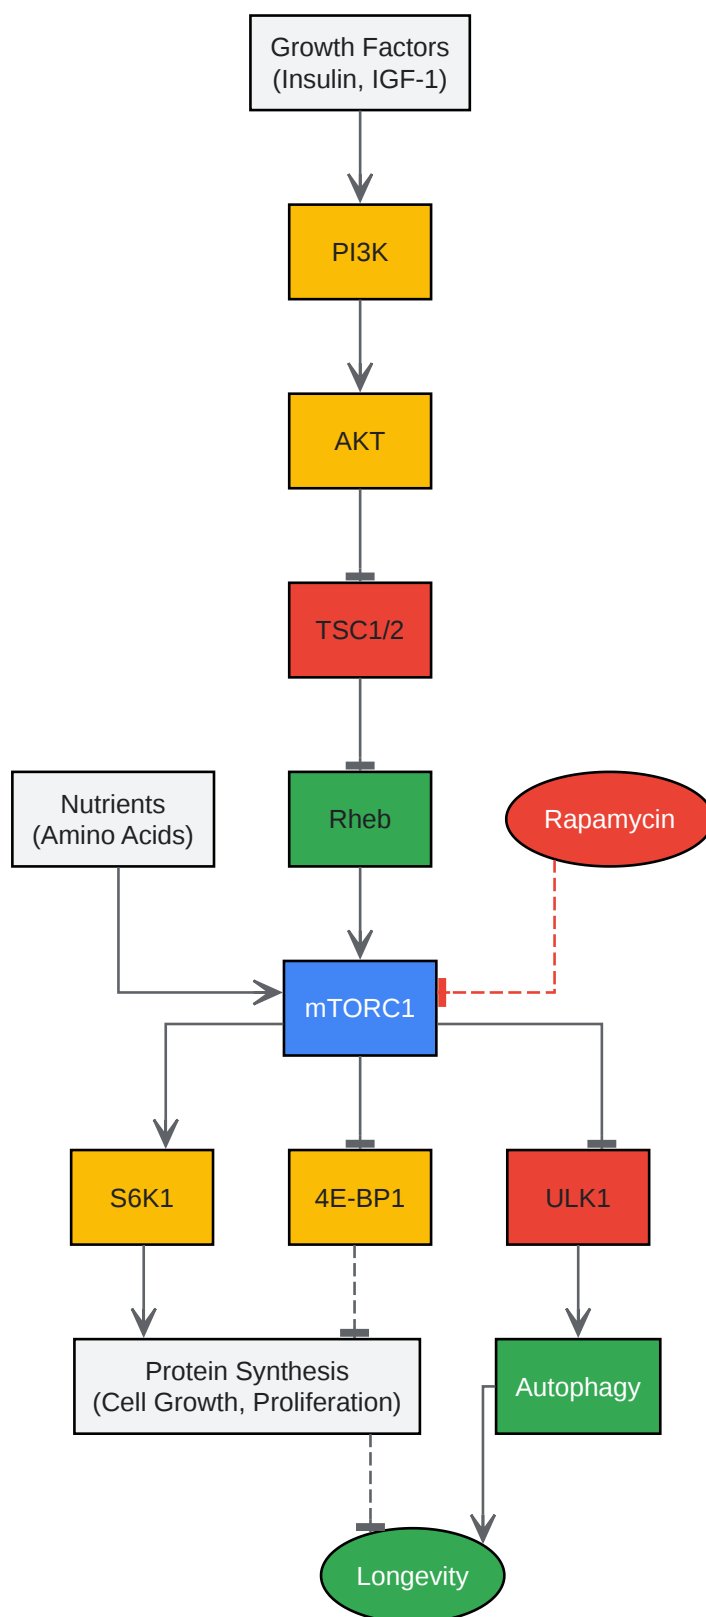 Growth Factors
(Insulin, IGF-1)
PI3K
AKT
TSC1/2
Nutrients
(Amino Acids)
Rheb
Rapamycin
mTORC1
S6K1
4E-BP1
ULK1
Protein Synthesis
(Cell Growth, Proliferation)
Autophagy
Longevity